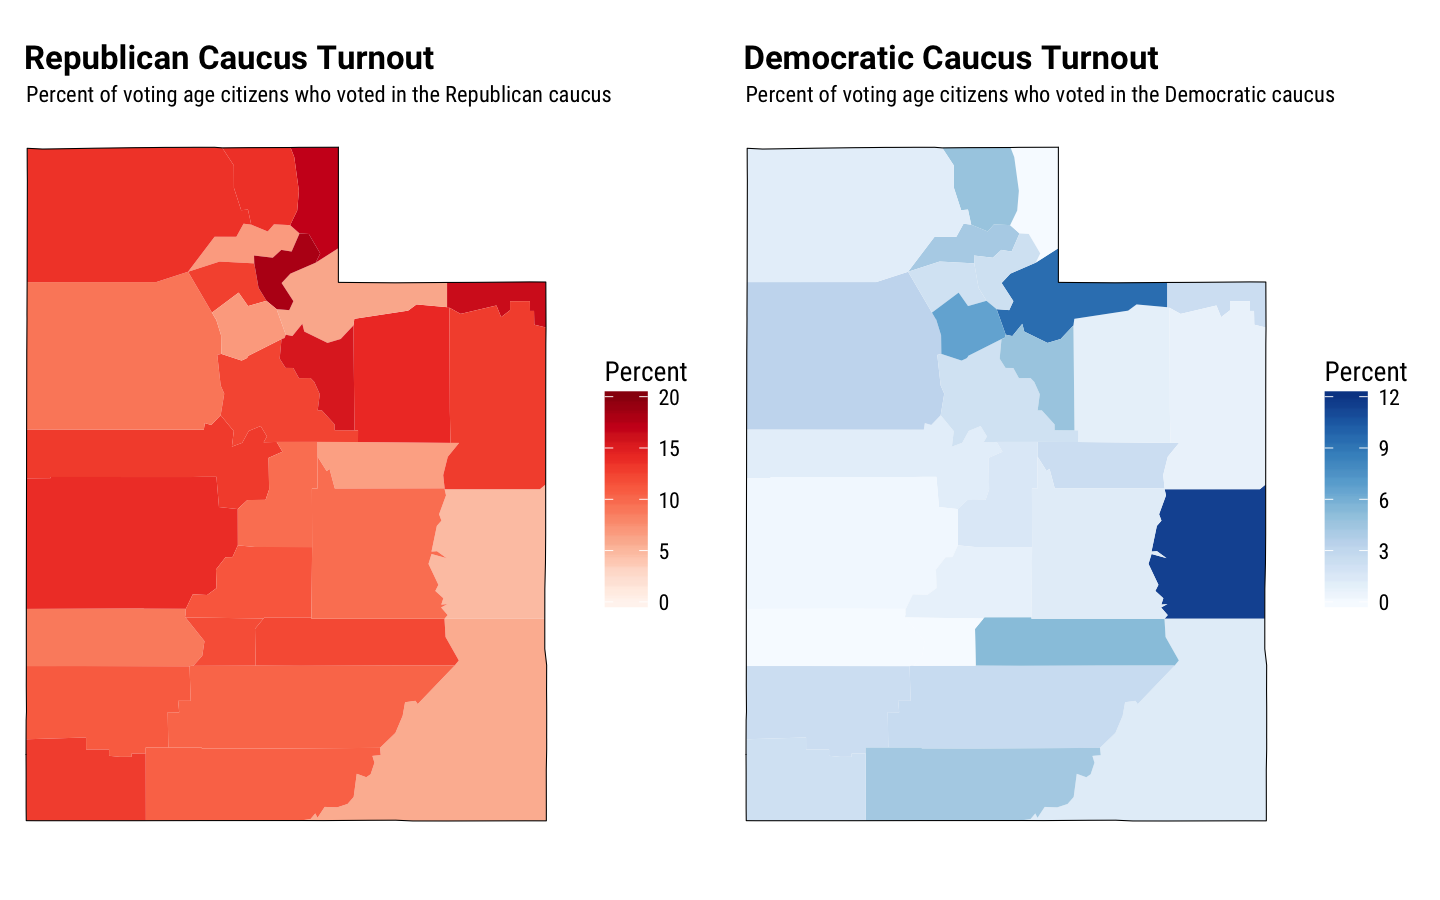 Republican Caucus Turnout
Percent of voting age citizens who voted in the Republican caucus
Percent
20
15
10
5
0
Democratic Caucus Turnout
Percent of voting age citizens who voted in the Democratic caucus
Percent
12
9
6
3
0